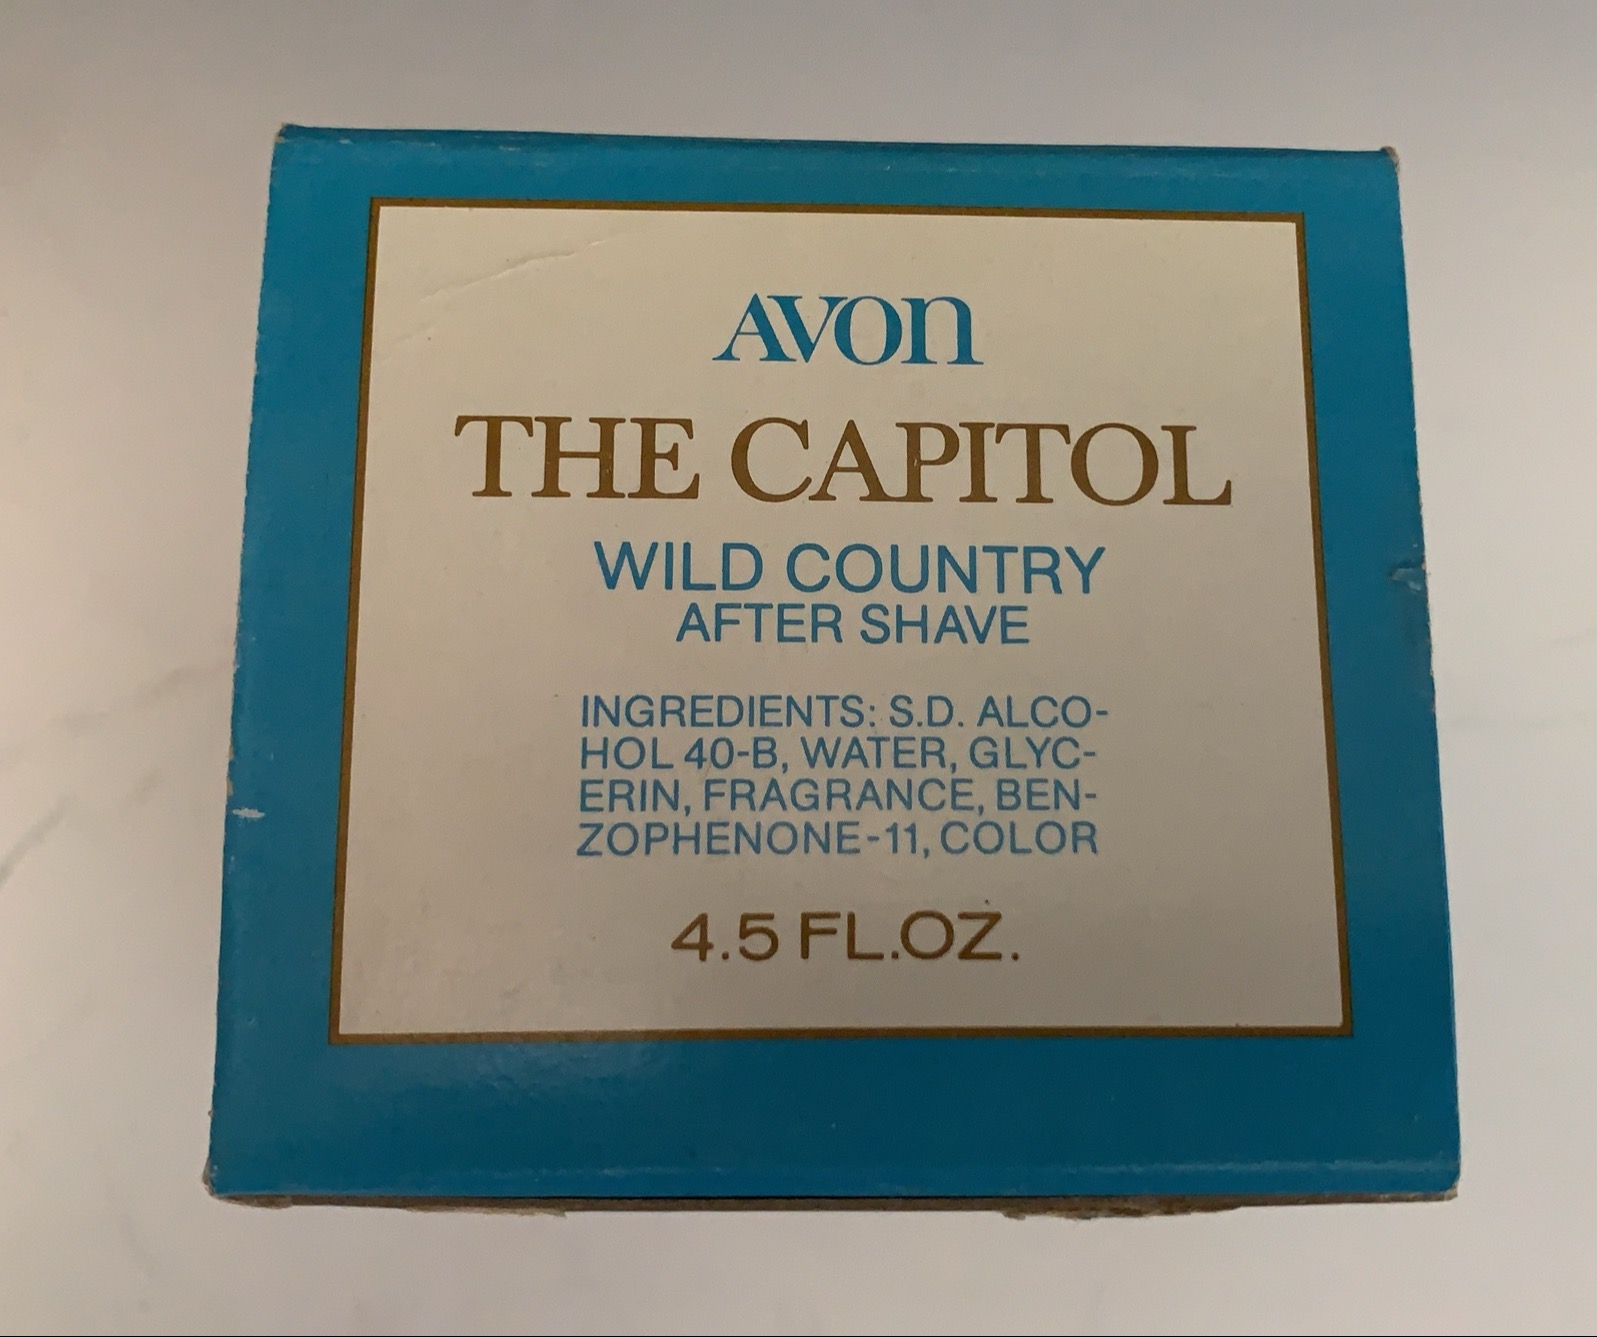 AVON
THE CAPITOL
WILD COUNTRY
AFTER SHAVE
INGREDIENTS: S.D. ALCO-
HOL 40-B, WATER, GLYC-
ERIN, FRAGRANCE, BEN-
ZOPHENONE-11, COLOR
4.5 FL.OZ.